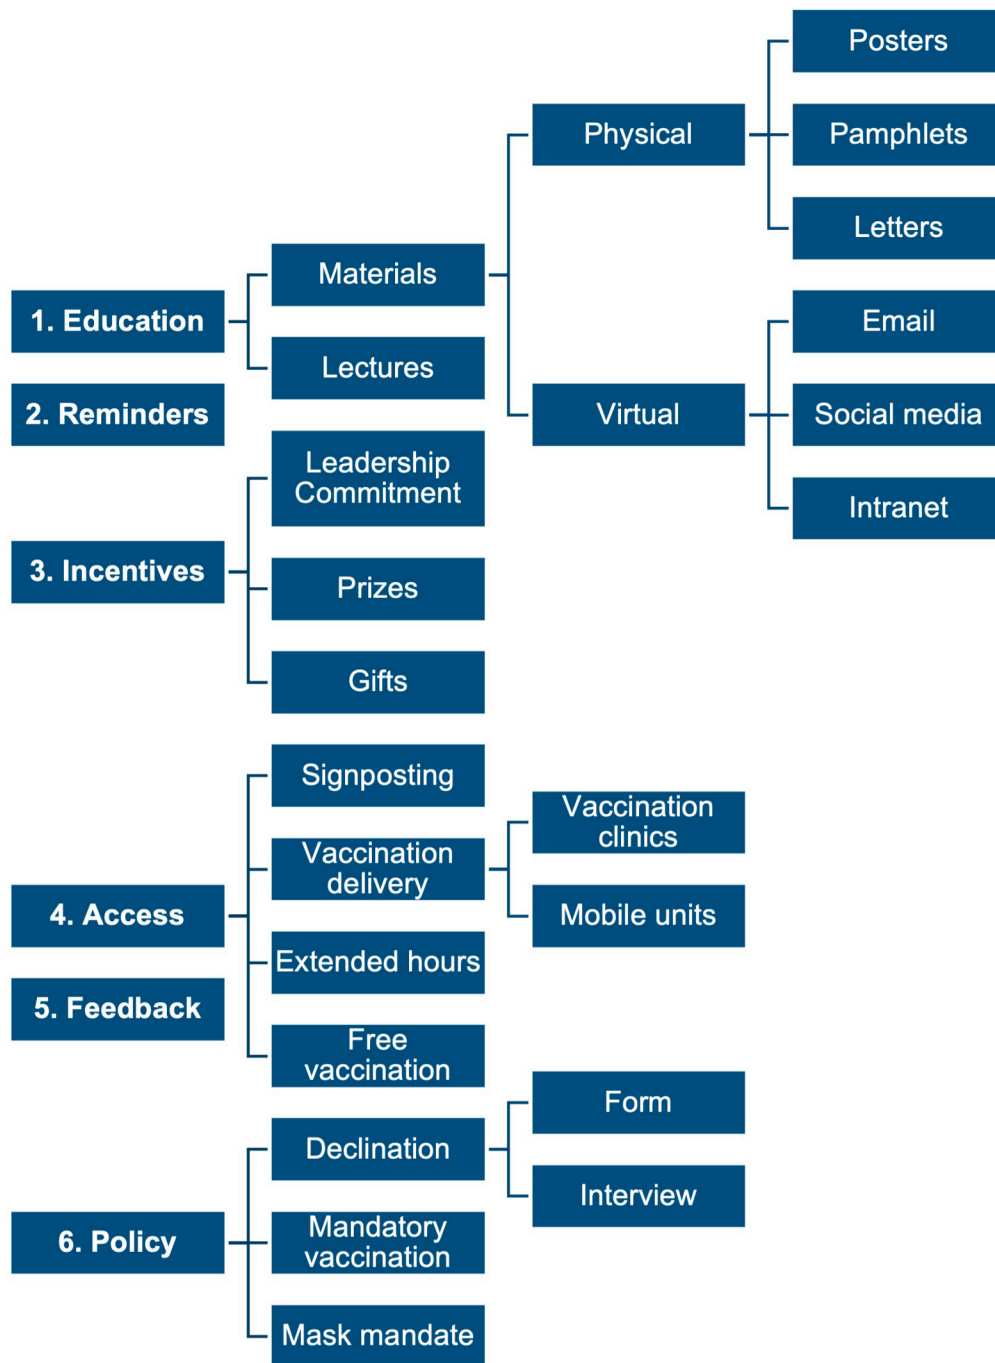 1. Education
Materials
Physical
Posters
Pamphlets
Letters
Virtual
Email
Social media
Intranet
Lectures
2. Reminders
3. Incentives
Leadership
Commitment
Prizes
Gifts
4. Access
Signposting
Vaccination
delivery
Vaccination
clinics
Mobile units
Extended hours
Free
vaccination
5. Feedback
6. Policy
Declination
Form
Interview
Mandatory
vaccination
Mask mandate